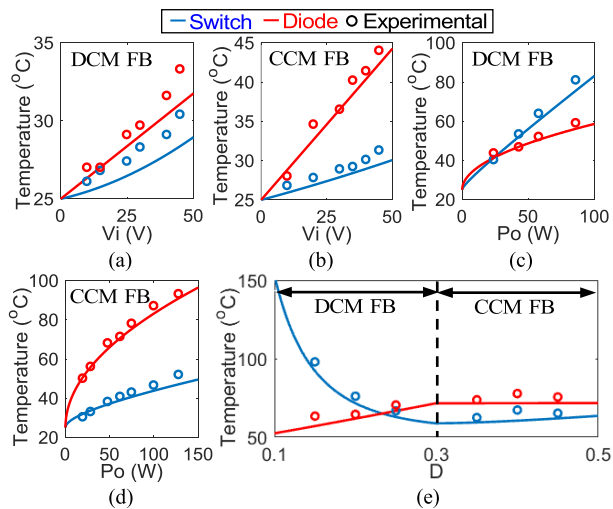 Switch Diode Experimental
DCM FB
35
30
25
0 25 50
Temperature (°C)
Vi (V)
(a)
CCM FB
45
40
35
30
25
0 25 50
Temperature (°C)
Vi (V)
(b)
DCM FB
100
80
60
40
20
0 50 100
Temperature (°C)
Po (W)
(c)
CCM FB
100
80
60
40
20
0 50 100 150
Temperature (°C)
Po (W)
(d)
DCM FB CCM FB
150
100
50
0.1 0.3 0.5
Temperature (°C)
D
(e)